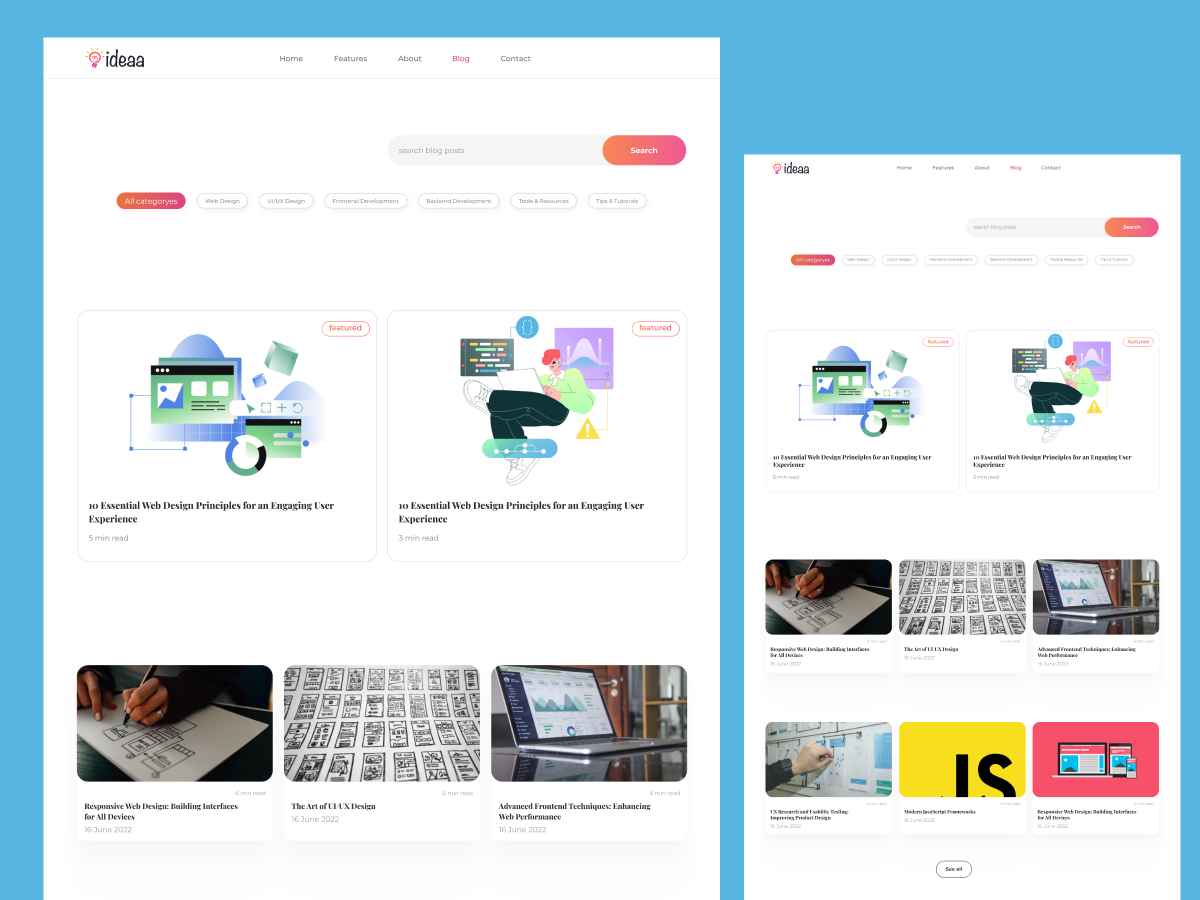 ideaa
Home Features About Blog Contact
search blog posts Search
All categoryes Web Design UI/UX Design Frontend Development Backend Development Tools & Resources Tips & Tutorials
featured
featured
10 Essential Web Design Principles for an Engaging User
Experience
5 min read
10 Essential Web Design Principles for an Engaging User
Experience
3 min read
6 min read
Responsive Web Design: Building Interfaces
for All Devices
16 June 2022
6 min read
The Art of UI/UX Design
16 June 2022
6 min read
Advanced Frontend Techniques: Enhancing
Web Performance
16 June 2022
ideaa
Home Features About Blog Contact
search blog posts Search
All categoryes Web Design UI/UX Design Frontend Development Backend Development Tools & Resources Tips & Tutorials
featured
featured
10 Essential Web Design Principles for an Engaging User
Experience
5 min read
10 Essential Web Design Principles for an Engaging User
Experience
3 min read
6 min read
Responsive Web Design: Building Interfaces
for All Devices
16 June 2022
6 min read
The Art of UI/UX Design
16 June 2022
6 min read
Advanced Frontend Techniques: Enhancing
Web Performance
16 June 2022
6 min read
UX Research and Usability Testing:
Improving Product Design
16 June 2022
JS
6 min read
Modern JavaScript Frameworks
16 June 2022
6 min read
Responsive Web Design: Building Interfaces
for All Devices
16 June 2022
See all